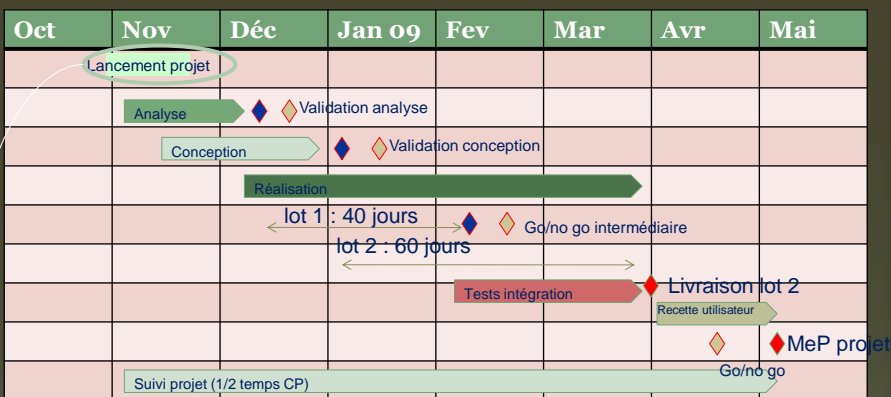 Oct Nov Déc Jan 09 Fev Mar Avr Mai
Lancement projet
Analyse Validation analyse
Conception Validation conception
Réalisation
lot 1 : 40 jours Go/no go intermédiaire
lot 2 : 60 jours
Tests intégration Livraison lot 2
Recette utilisateur
MeP projet
Go/no go
Suivi projet (1/2 temps CP)